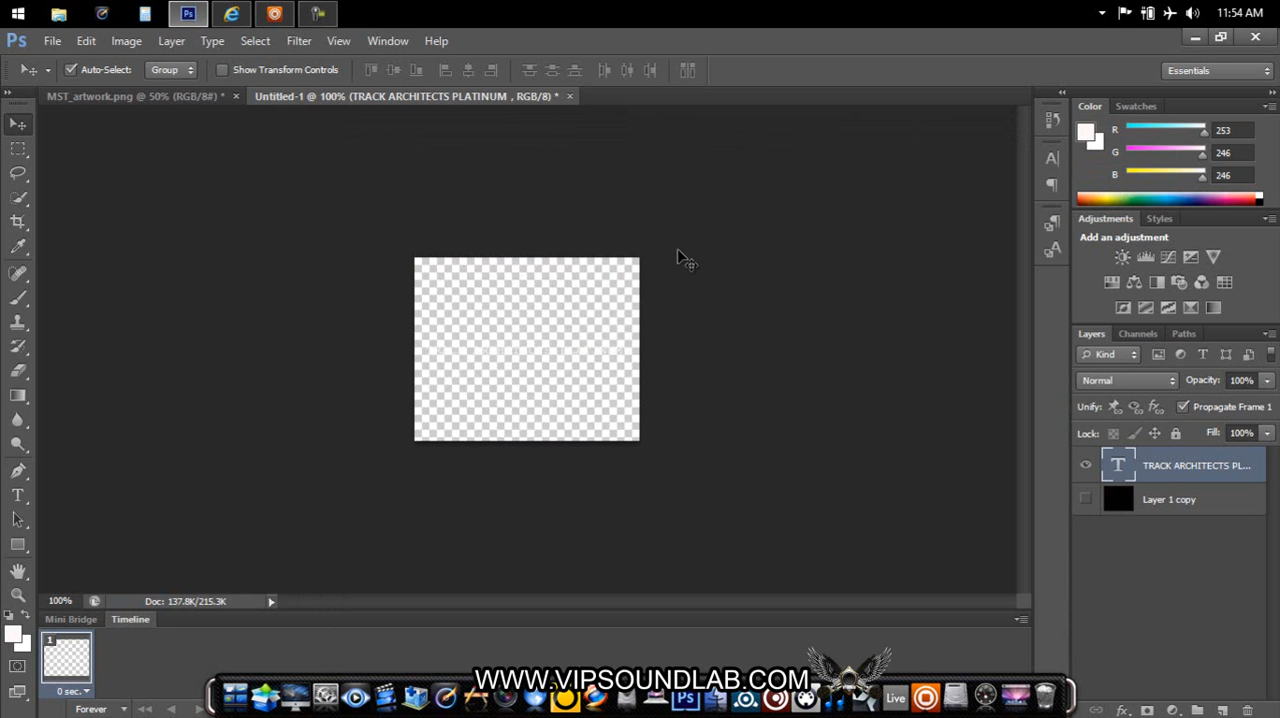 11:54 AM
Ps File Edit Image Layer Type Select Filter View Window Help
Auto-Select: Group Show Transform Controls Essentials
MST_artwork.png @ 50% (RGB/8#) * Untitled-1 @ 100% (TRACK ARCHITECTS PLATINUM , RGB/8) *
Color Swatches
R 253
G 246
B 246
Adjustments Styles
Add an adjustment
Layers Channels Paths
Kind
Normal Opacity: 100%
Unify: Propagate Frame 1
Lock: Fill: 100%
T TRACK ARCHITECTS PL...
Layer 1 copy
100% Doc: 137.8K/215.3K
Mini Bridge Timeline
1
0 sec.
WWW.VIPSOUNDLAB.COM
Forever
Ps Live